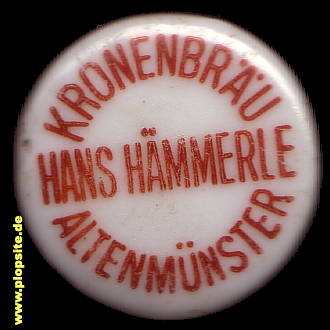 KRONENBRÄU
HANS HÄMMERLE
ALTENMÜNSTER
www.plopsite.de